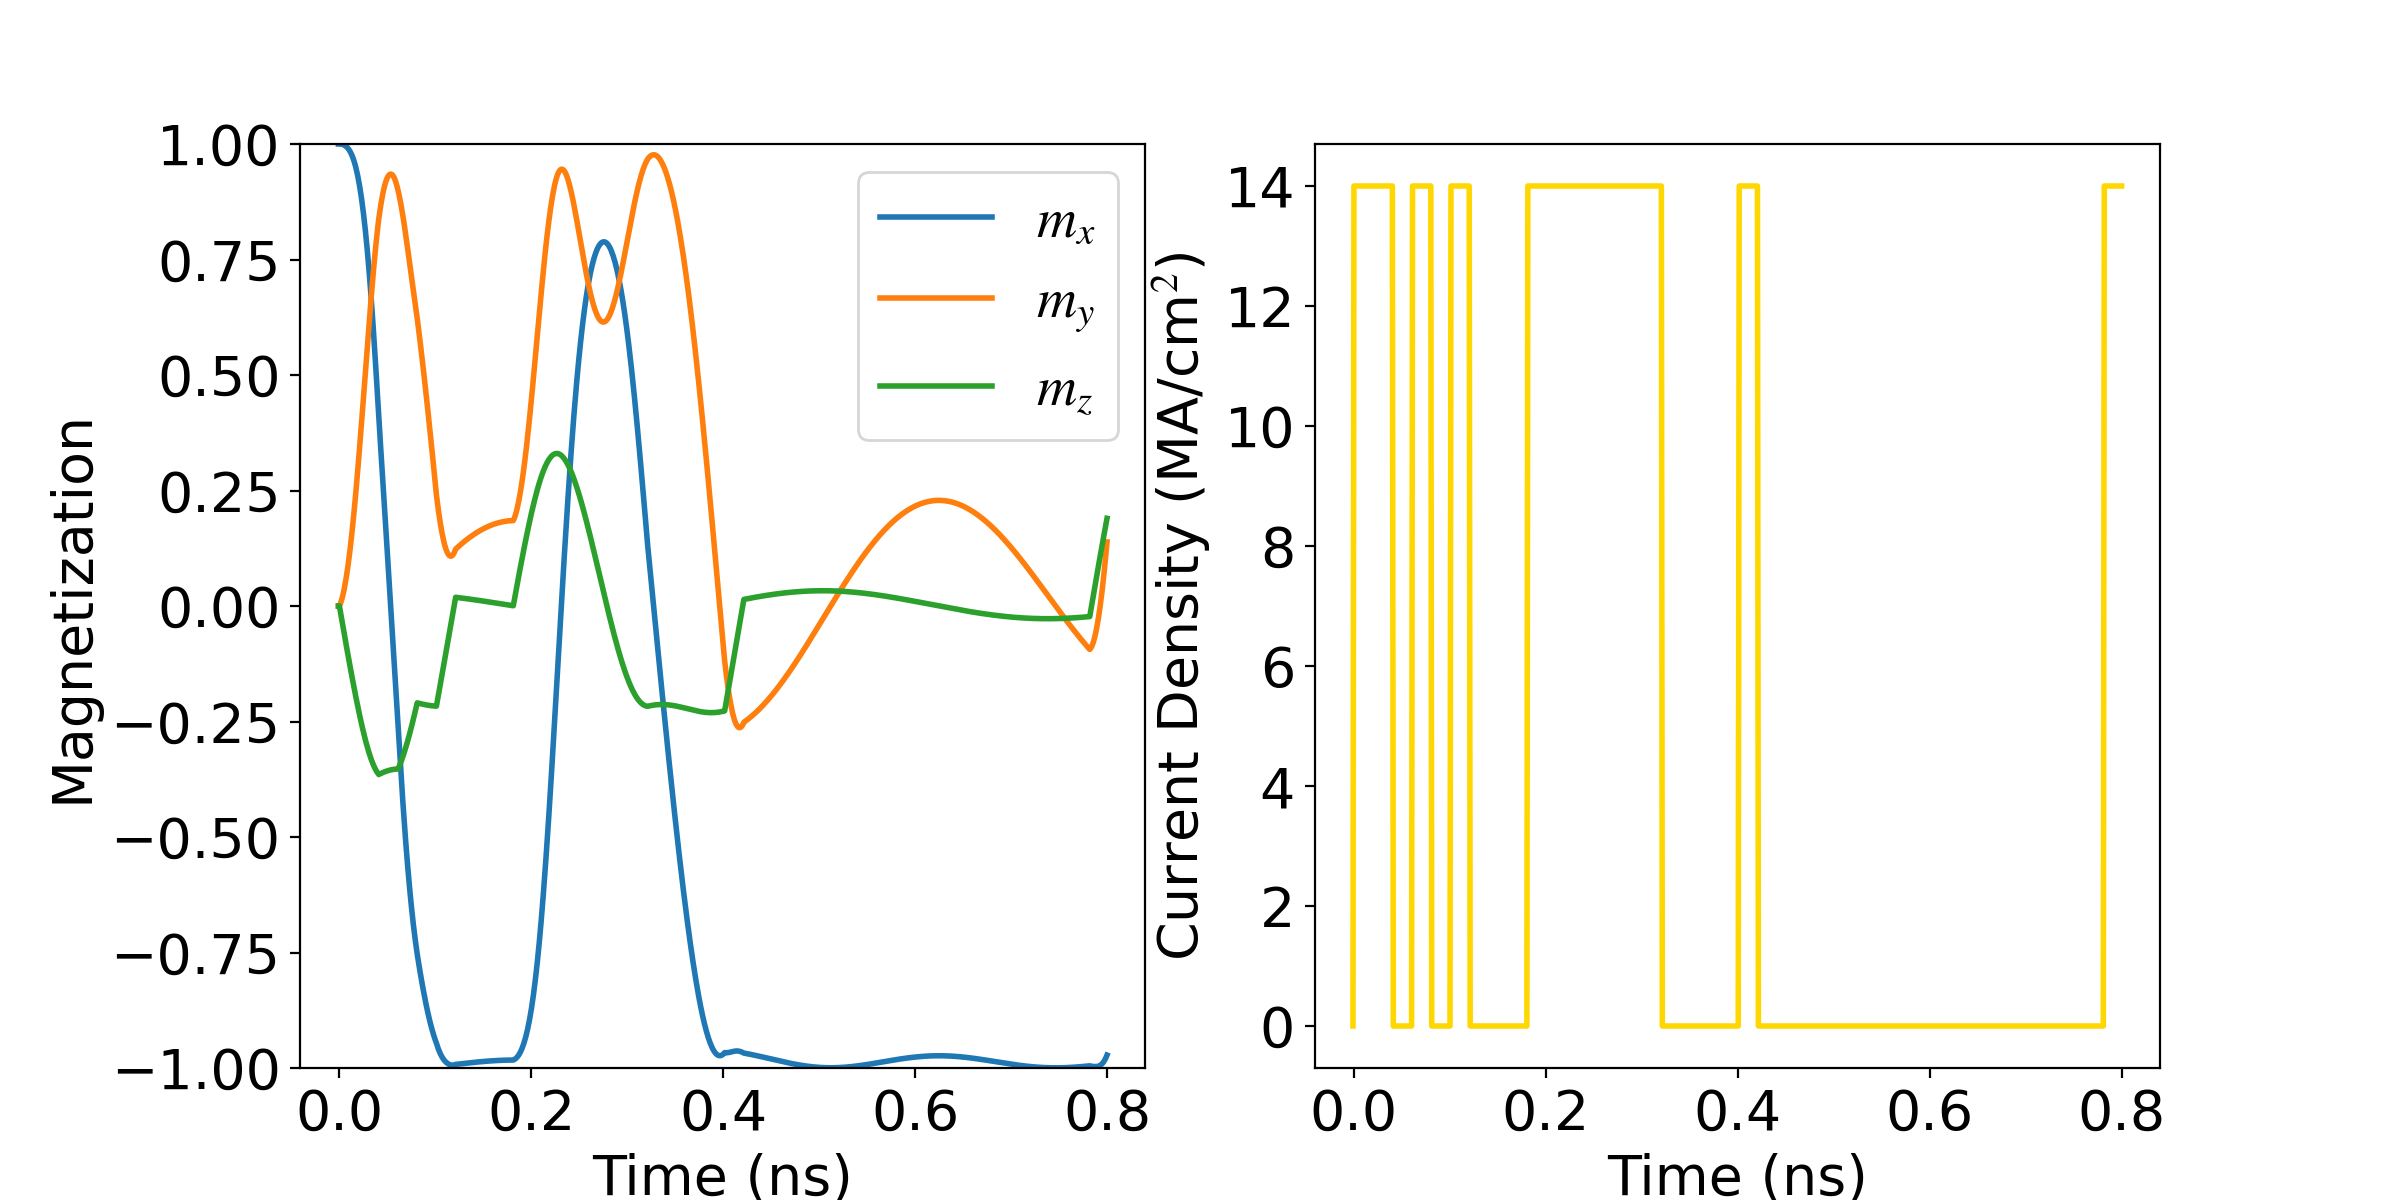 Magnetization
1.00
0.75
0.50
0.25
0.00
−0.25
−0.50
−0.75
−1.00
0.0 0.2 0.4 0.6 0.8
Time (ns)
m_x
m_y
m_z
Current Density (MA/cm²)
14
12
10
8
6
4
2
0
0.0 0.2 0.4 0.6 0.8
Time (ns)